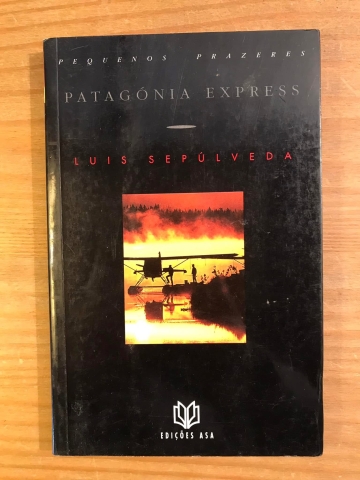 PEQUENOS PRAZERES
PATAGÓNIA EXPRESS
LUIS SEPÚLVEDA
EDIÇÕES ASA